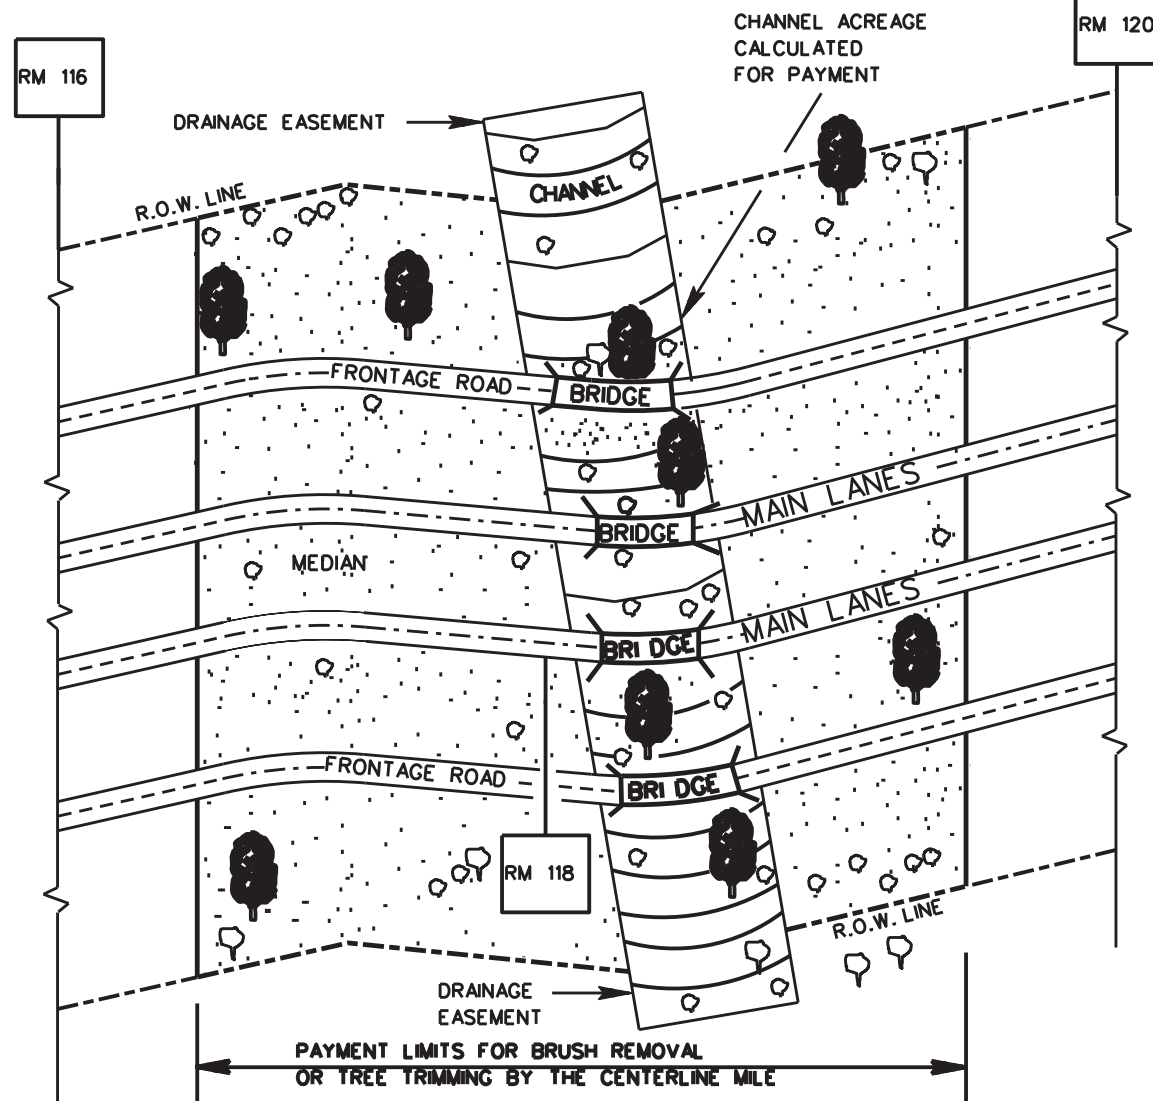 CHANNEL ACREAGE
CALCULATED
FOR PAYMENT
RM 120
RM 116
DRAINAGE EASEMENT
CHANNEL
R.O.W. LINE
FRONTAGE ROAD
BRIDGE
MAIN LANES
BRIDGE
MEDIAN
MAIN LANES
BRI DGE
FRONTAGE ROAD
BRI DGE
RM 118
R.O.W. LINE
DRAINAGE
EASEMENT
PAYMENT LIMITS FOR BRUSH REMOVAL
OR TREE TRIMMING BY THE CENTERLINE MILE